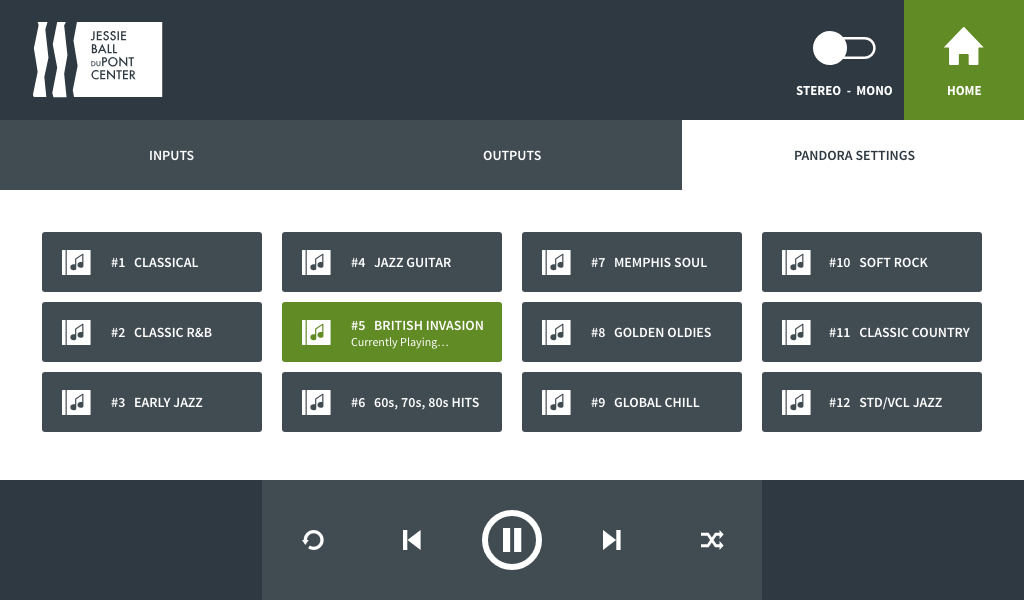 JESSIE
BALL
DUPONT
CENTER
STEREO - MONO
HOME
INPUTS
OUTPUTS
PANDORA SETTINGS
#1 CLASSICAL
#4 JAZZ GUITAR
#7 MEMPHIS SOUL
#10 SOFT ROCK
#2 CLASSIC R&B
#5 BRITISH INVASION
Currently Playing...
#8 GOLDEN OLDIES
#11 CLASSIC COUNTRY
#3 EARLY JAZZ
#6 60s, 70s, 80s HITS
#9 GLOBAL CHILL
#12 STD/VCL JAZZ